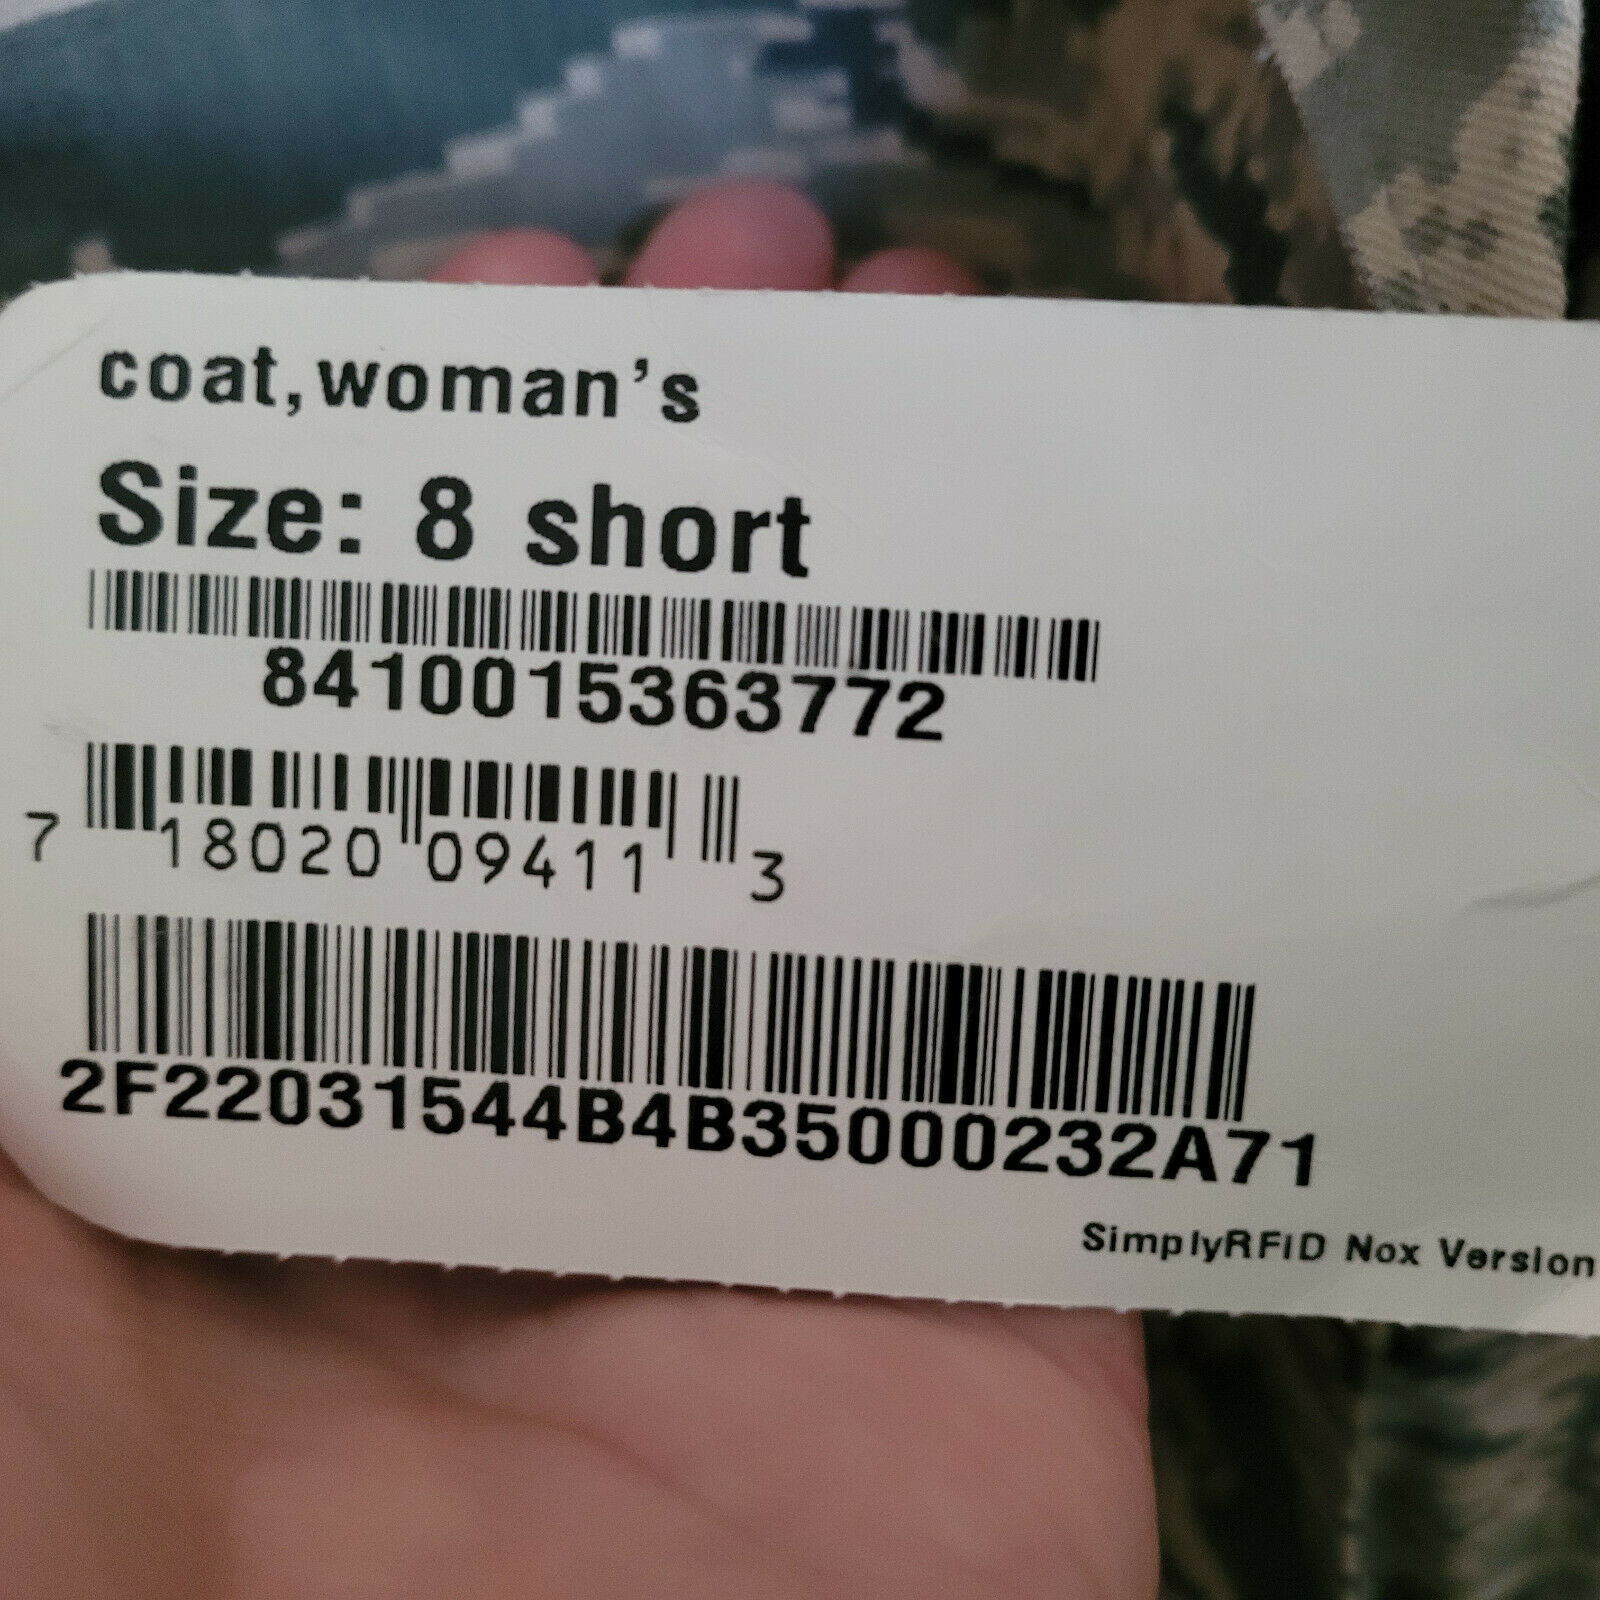 coat,woman's
Size: 8 short
8410015363772
7 18020 09411 3
2F22031544B4B35000232A71
SimplyRFiD Nox Version